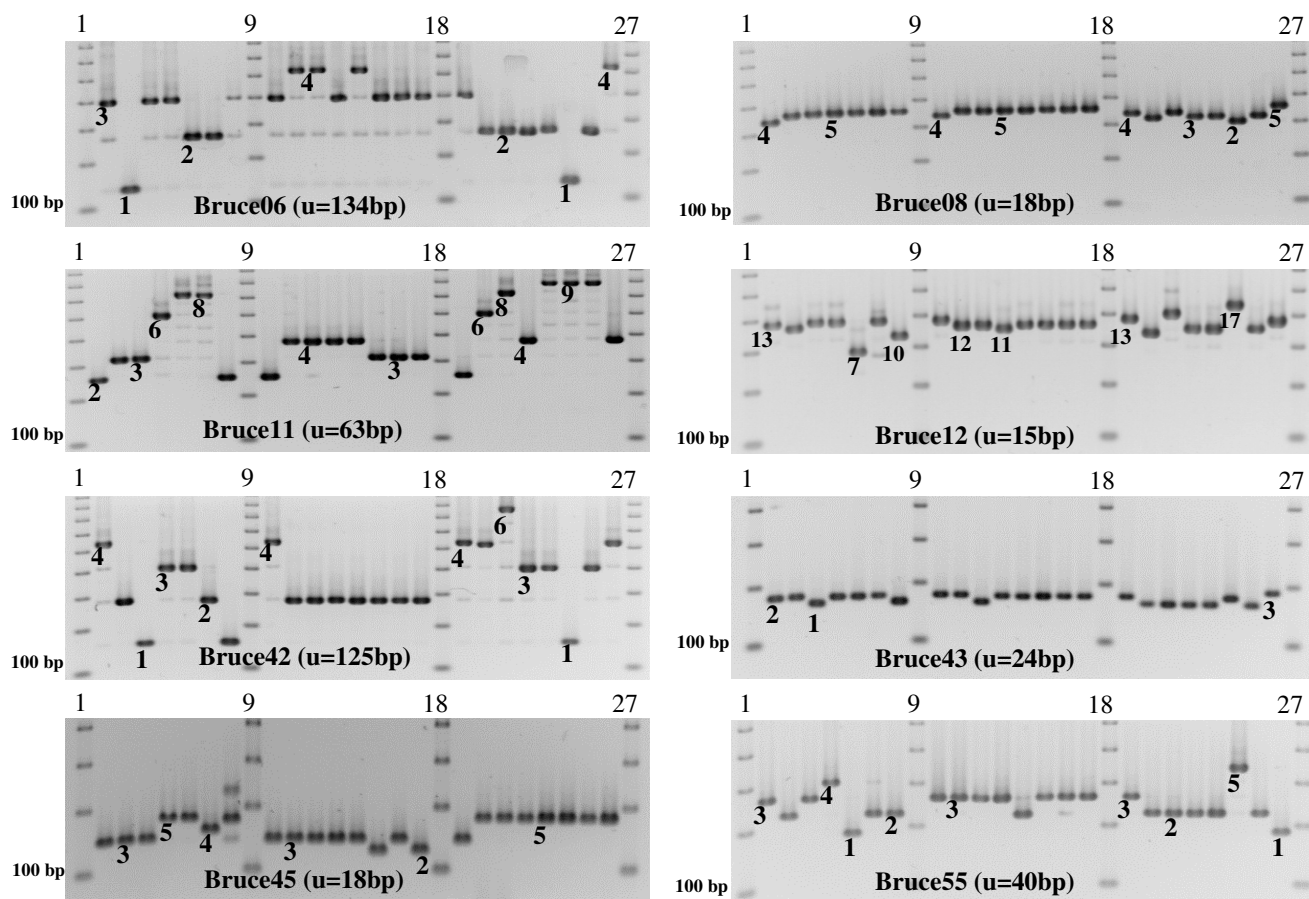 1 9 18 27
3 1 2 4 2 1 4
100 bp
Bruce06 (u=134bp)
1 9 18 27
4 5 4 5 4 3 2 5
100 bp
Bruce08 (u=18bp)
1 9 18 27
2 3 6 8 4 3 6 8 4 9
100 bp
Bruce11 (u=63bp)
1 9 18 27
13 7 10 12 11 13 17
100 bp
Bruce12 (u=15bp)
1 9 18 27
4 1 3 2 4 4 6 3 1
100 bp
Bruce42 (u=125bp)
1 9 18 27
2 1 3
100 bp
Bruce43 (u=24bp)
1 9 18 27
3 5 4 3 2 5
100 bp
Bruce45 (u=18bp)
1 9 18 27
3 4 1 2 3 3 2 5 1
100 bp
Bruce55 (u=40bp)